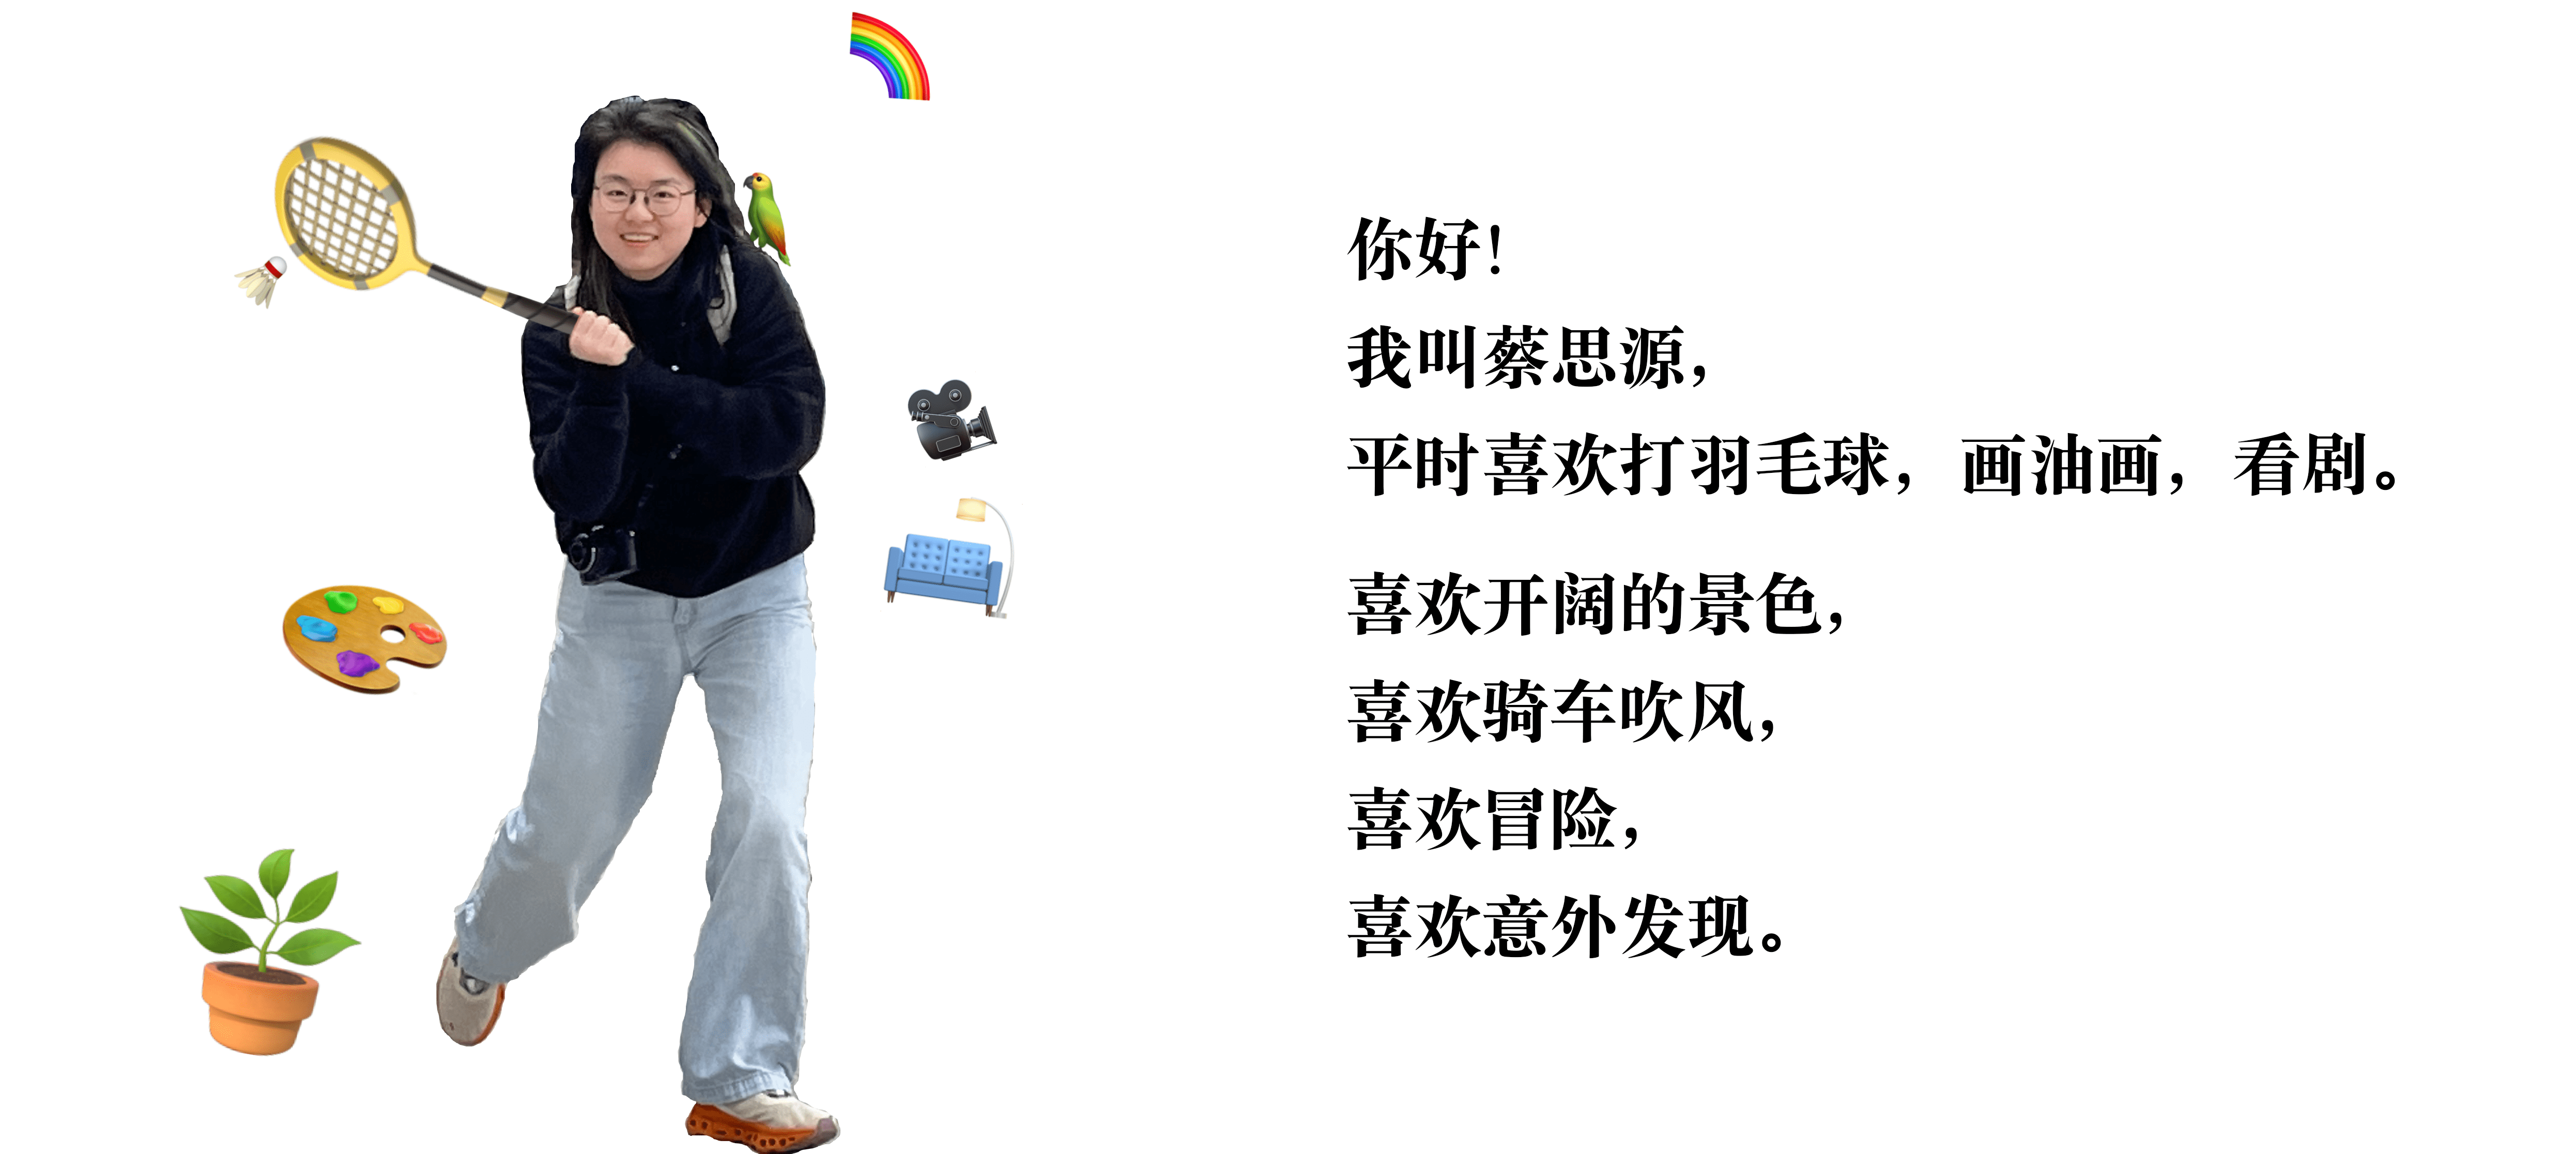 你好！
我叫蔡思源，
平时喜欢打羽毛球，画油画，看剧。
喜欢开阔的景色，
喜欢骑车吹风，
喜欢冒险，
喜欢意外发现。